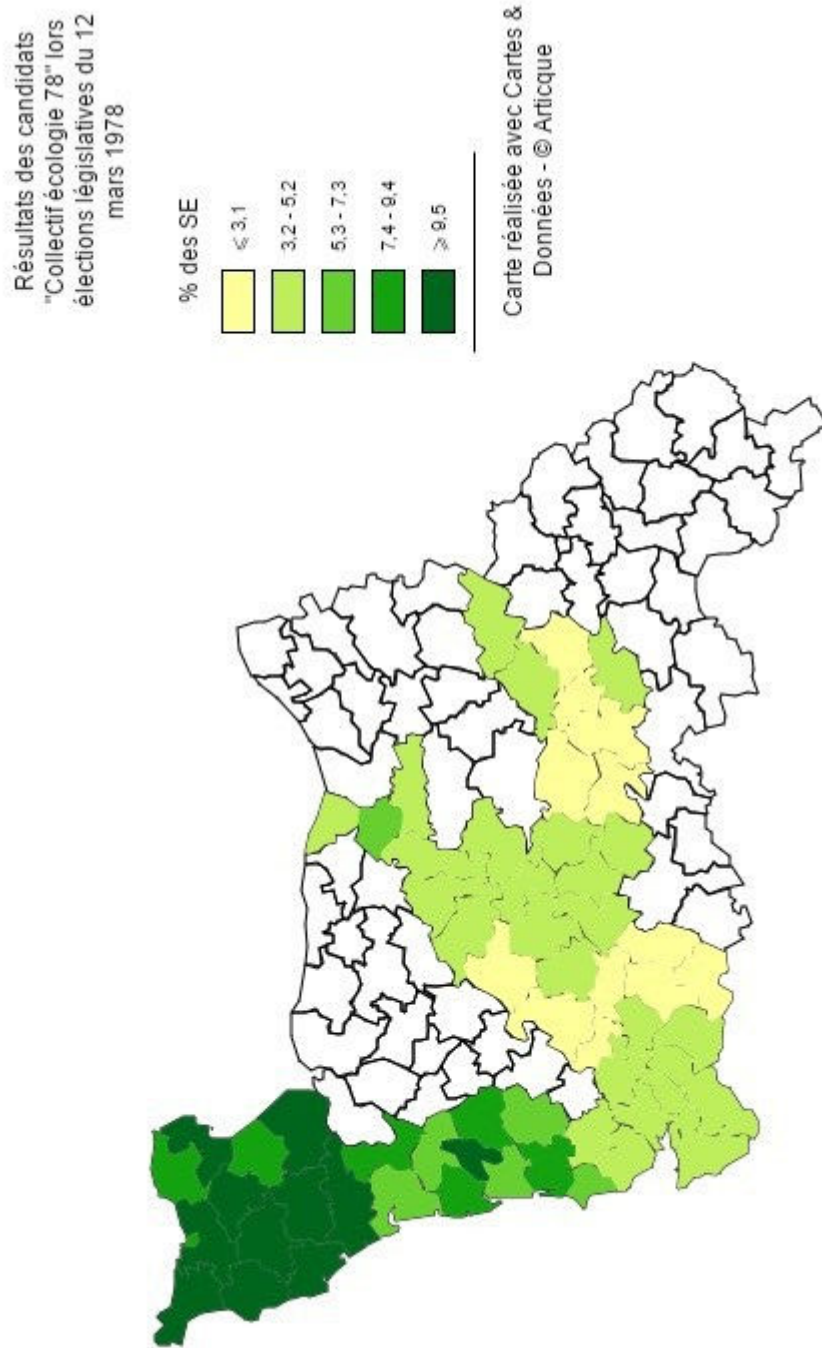 Résultats des candidats
"Collectif écologie 78" lors
élections législatives du 12
mars 1978
% des SE
⩽ 3,1
3,2 - 5,2
5,3 - 7,3
7,4 - 9,4
⩾ 9,5
Carte réalisée avec Cartes &
Données - © Articque